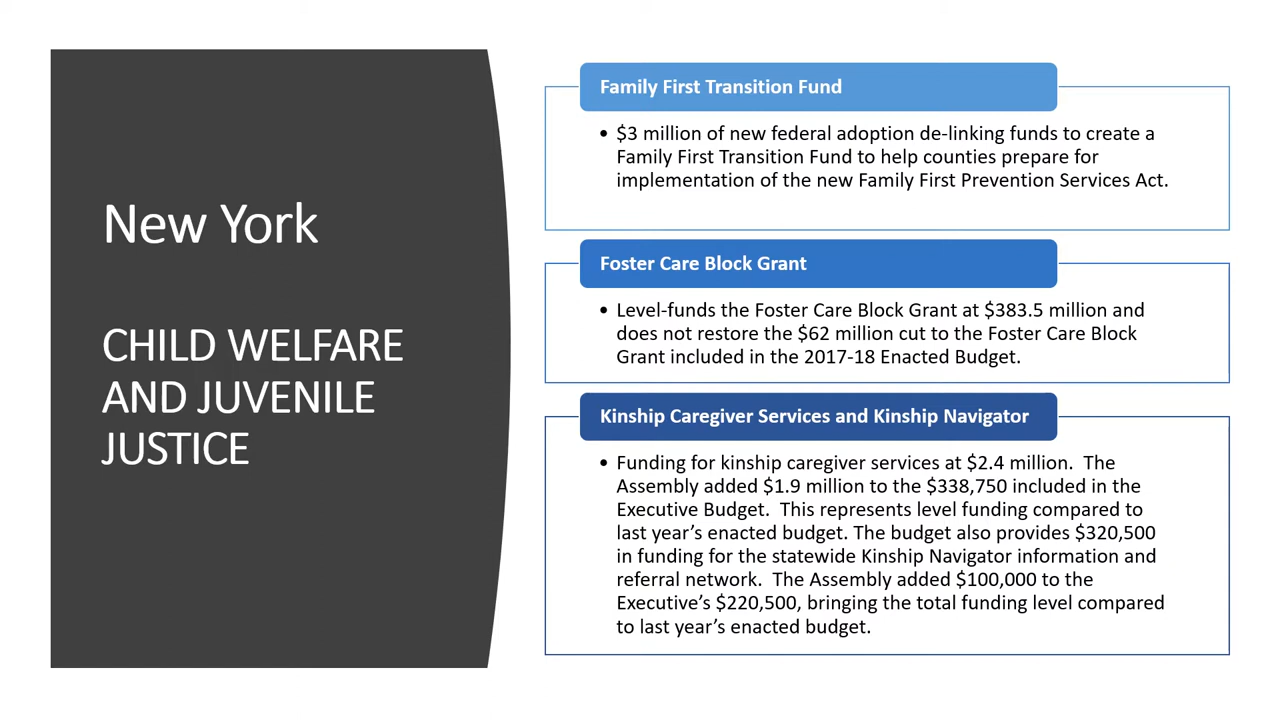 New York
CHILD WELFARE
AND JUVENILE
JUSTICE
Family First Transition Fund
• $3 million of new federal adoption de-linking funds to create a
Family First Transition Fund to help counties prepare for
implementation of the new Family First Prevention Services Act.
Foster Care Block Grant
• Level-funds the Foster Care Block Grant at $383.5 million and
does not restore the $62 million cut to the Foster Care Block
Grant included in the 2017-18 Enacted Budget.
Kinship Caregiver Services and Kinship Navigator
• Funding for kinship caregiver services at $2.4 million.  The
Assembly added $1.9 million to the $338,750 included in the
Executive Budget.  This represents level funding compared to
last year’s enacted budget. The budget also provides $320,500
in funding for the statewide Kinship Navigator information and
referral network.  The Assembly added $100,000 to the
Executive’s $220,500, bringing the total funding level compared
to last year’s enacted budget.